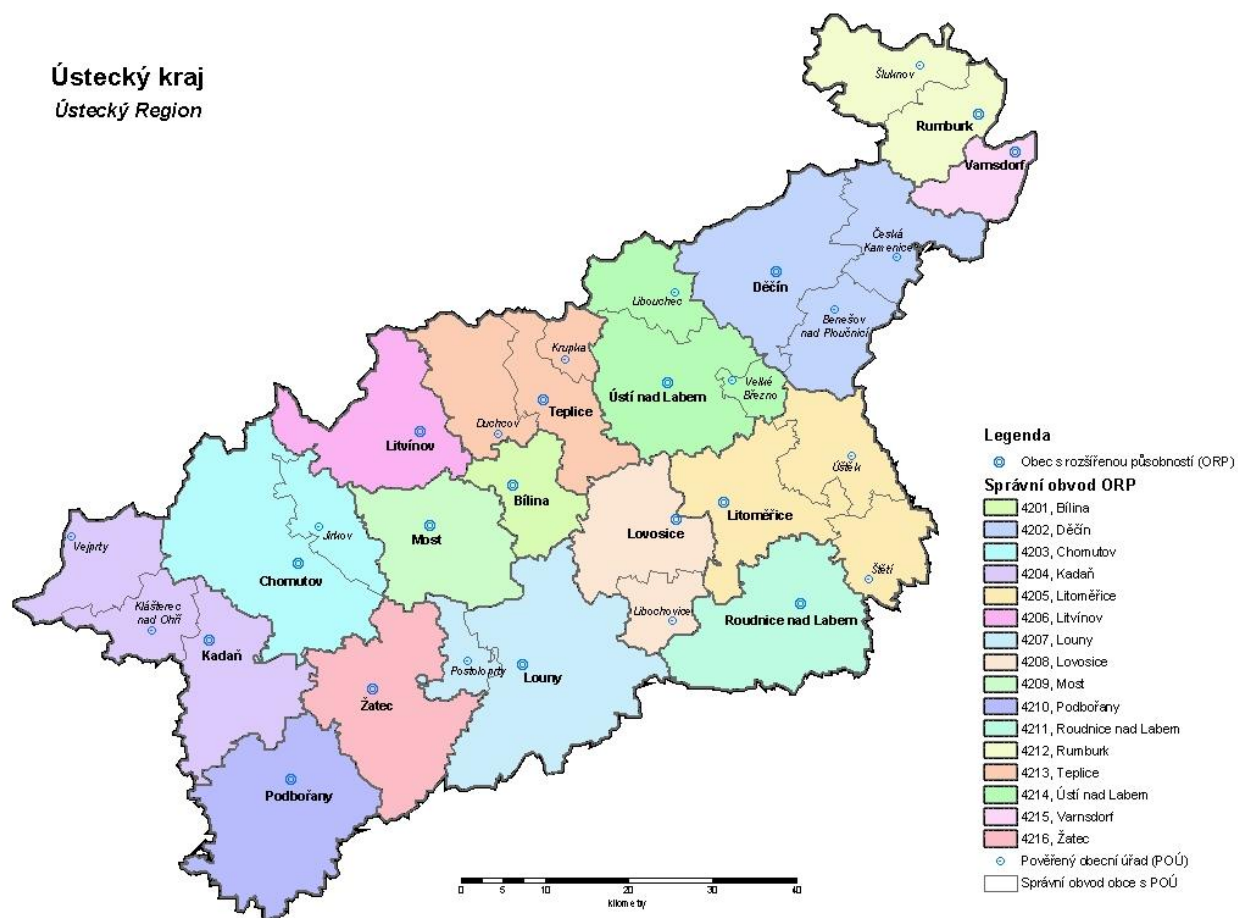 Ústecký kraj
Ústecký Region
Šluknov
Rumburk
Varnsdorf
Česká
Kamenice
Děčín
Libouchec
Benešov
nad Ploučnicí
Krupka
Velké
Březno
Ústí nad Labem
Teplice
Duchcov
Litvínov
Úštěk
Bílina
Litoměřice
Lovosice
Most
Jirkov
Vejprty
Chomutov
Štětí
Klášterec
nad Ohří
Libochovice
Roudnice nad Labem
Kadaň
Postoloprty
Louny
Žatec
Podbořany
Legenda
Obec s rozšířenou působností (ORP)
Správní obvod ORP
4201, Bílina
4202, Děčín
4203, Chomutov
4204, Kadaň
4205, Litoměřice
4206, Litvínov
4207, Louny
4208, Lovosice
4209, Most
4210, Podbořany
4211, Roudnice nad Labem
4212, Rumburk
4213, Teplice
4214, Ústí nad Labem
4215, Varnsdorf
4216, Žatec
Pověřený obecní úřad (POÚ)
Správní obvod obce s POÚ
0 5 10 20 30 40
kilometry